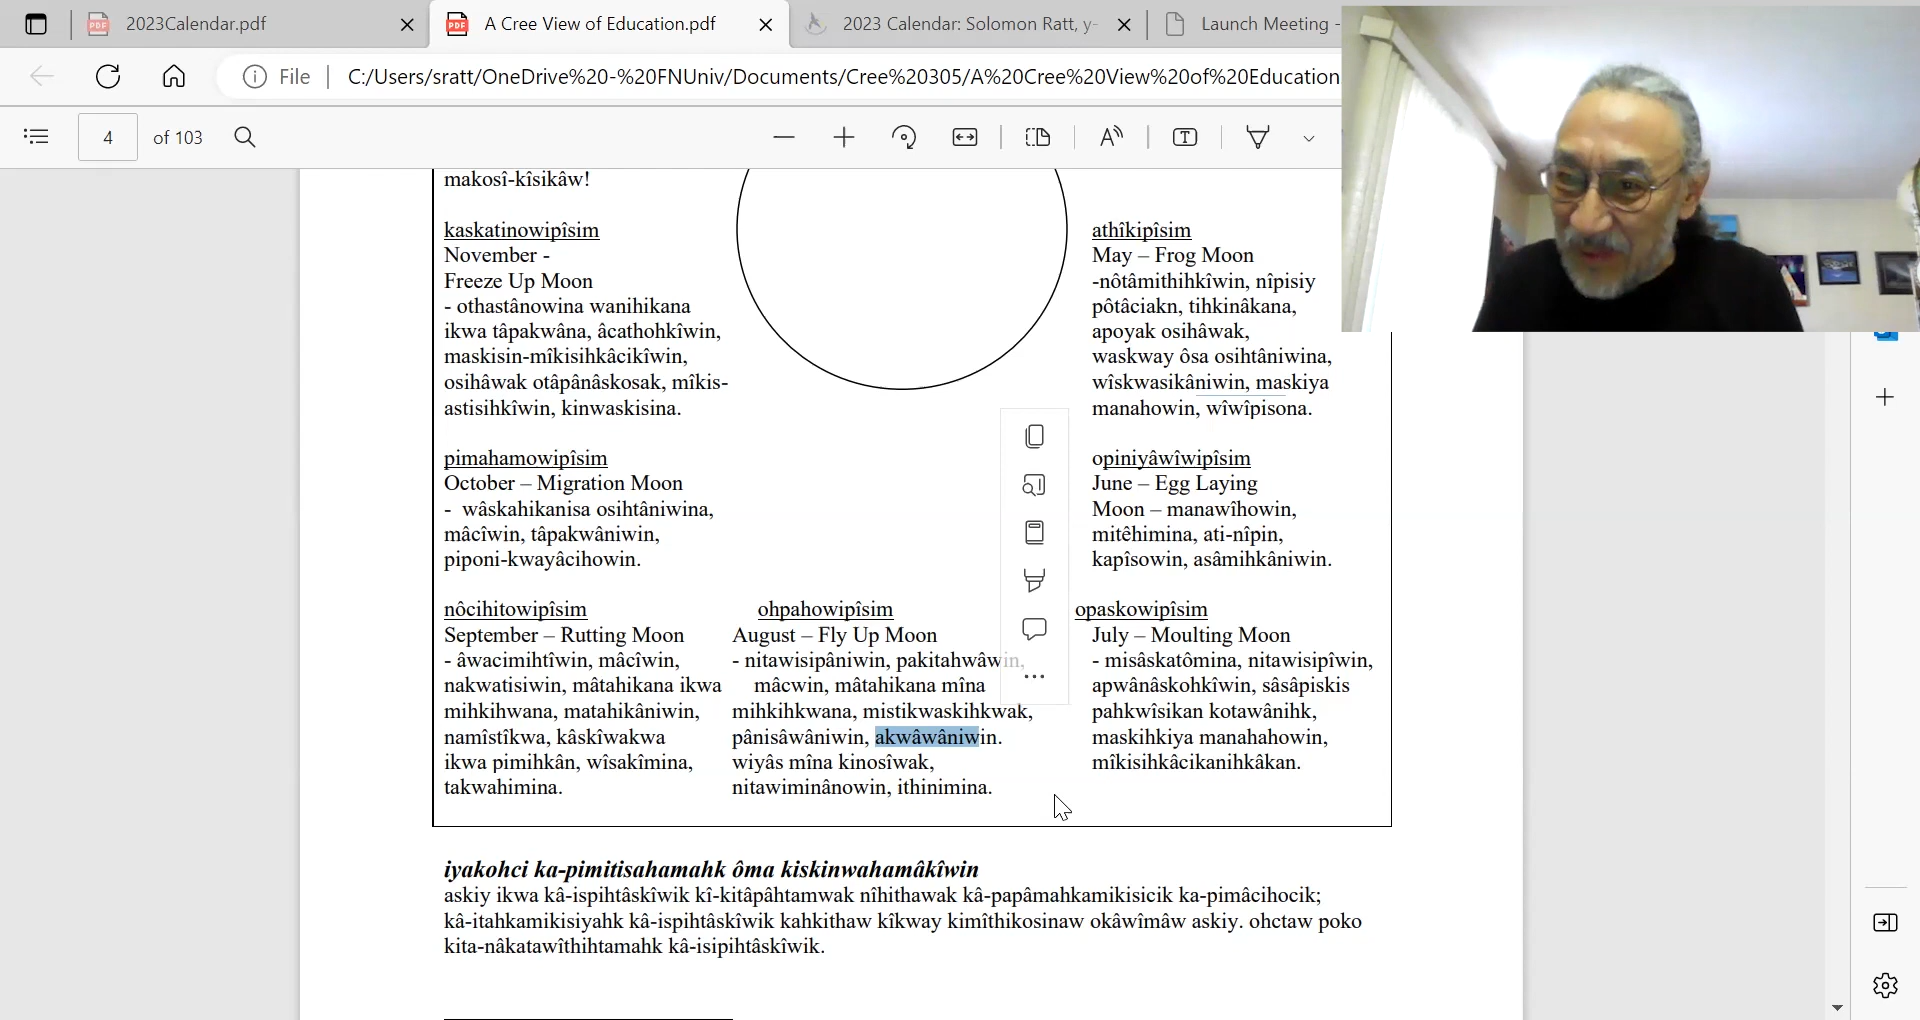 2023Calendar.pdf
A Cree View of Education.pdf
2023 Calendar: Solomon Ratt, y-
Launch Meeting -
File
C:/Users/sratt/OneDrive%20-%20FNUniv/Documents/Cree%20305/A%20Cree%20View%20of%20Education
4 of 103
makosî-kîsikâw!
kaskatinowipîsim
November -
Freeze Up Moon
- othastânowina wanihikana
ikwa tâpakwâna, âcathohkîwin,
maskisin-mîkisihkâcikîwin,
osihâwak otâpânâskosak, mîkis-
astisihkîwin, kinwaskisina.
pimahamowipîsim
October – Migration Moon
- wâskahikanisa osihtâniwina,
mâcîwin, tâpakwâniwin,
piponi-kwayâcihowin.
nôcihitowipîsim
September – Rutting Moon
- âwacimihtîwin, mâcîwin,
nakwatisiwin, mâtahikana ikwa
mihkihwana, matahikâniwin,
namîstîkwa, kâskîwakwa
ikwa pimihkân, wîsakîmina,
takwahimina.
ohpahowipîsim
August – Fly Up Moon
- nitawisipâniwin, pakitahwâwin,
mâcwin, mâtahikana mîna
mihkihkwana, mistikwaskihkwak,
pânisâwâniwin, akwâwâniwin.
wiyâs mîna kinosîwak,
nitawiminânowin, ithinimina.
athîkipîsim
May – Frog Moon
-nôtâmithihkîwin, nîpisiy
pôtâciakn, tihkinâkana,
apoyak osihâwak,
waskway ôsa osihtâniwina,
wîskwasikâniwin, maskiya
manahowin, wîwîpisona.
opiniyâwîwipîsim
June – Egg Laying
Moon – manawîhowin,
mitêhimina, ati-nîpin,
kapîsowin, asâmihkâniwin.
opaskowipîsim
July – Moulting Moon
- misâskatômina, nitawisipîwin,
apwânâskohkîwin, sâsâpiskis
pahkwîsikan kotawânihk,
maskihkiya manahahowin,
mîkisihkâcikanihkâkan.
iyakohci ka-pimitisahamahk ôma kiskinwahamâkîwin
askiy ikwa kâ-ispihtâskîwik kî-kitâpâhtamwak nîhithawak kâ-papâmahkamikisicik ka-pimâcihocik;
kâ-itahkamikisiyahk kâ-ispihtâskîwik kahkithaw kîkway kimîthikosinaw okâwîmâw askiy. ohctaw poko
kita-nâkatawîthihtamahk kâ-isipihtâskîwik.